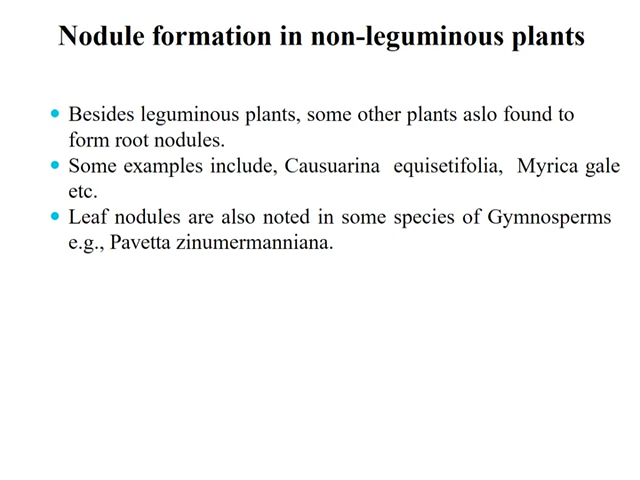 Nodule formation in non-leguminous plants
• Besides leguminous plants, some other plants aslo found to
form root nodules.
• Some examples include, Causuarina equisetifolia, Myrica gale
etc.
• Leaf nodules are also noted in some species of Gymnosperms
e.g., Pavetta zinumermanniana.